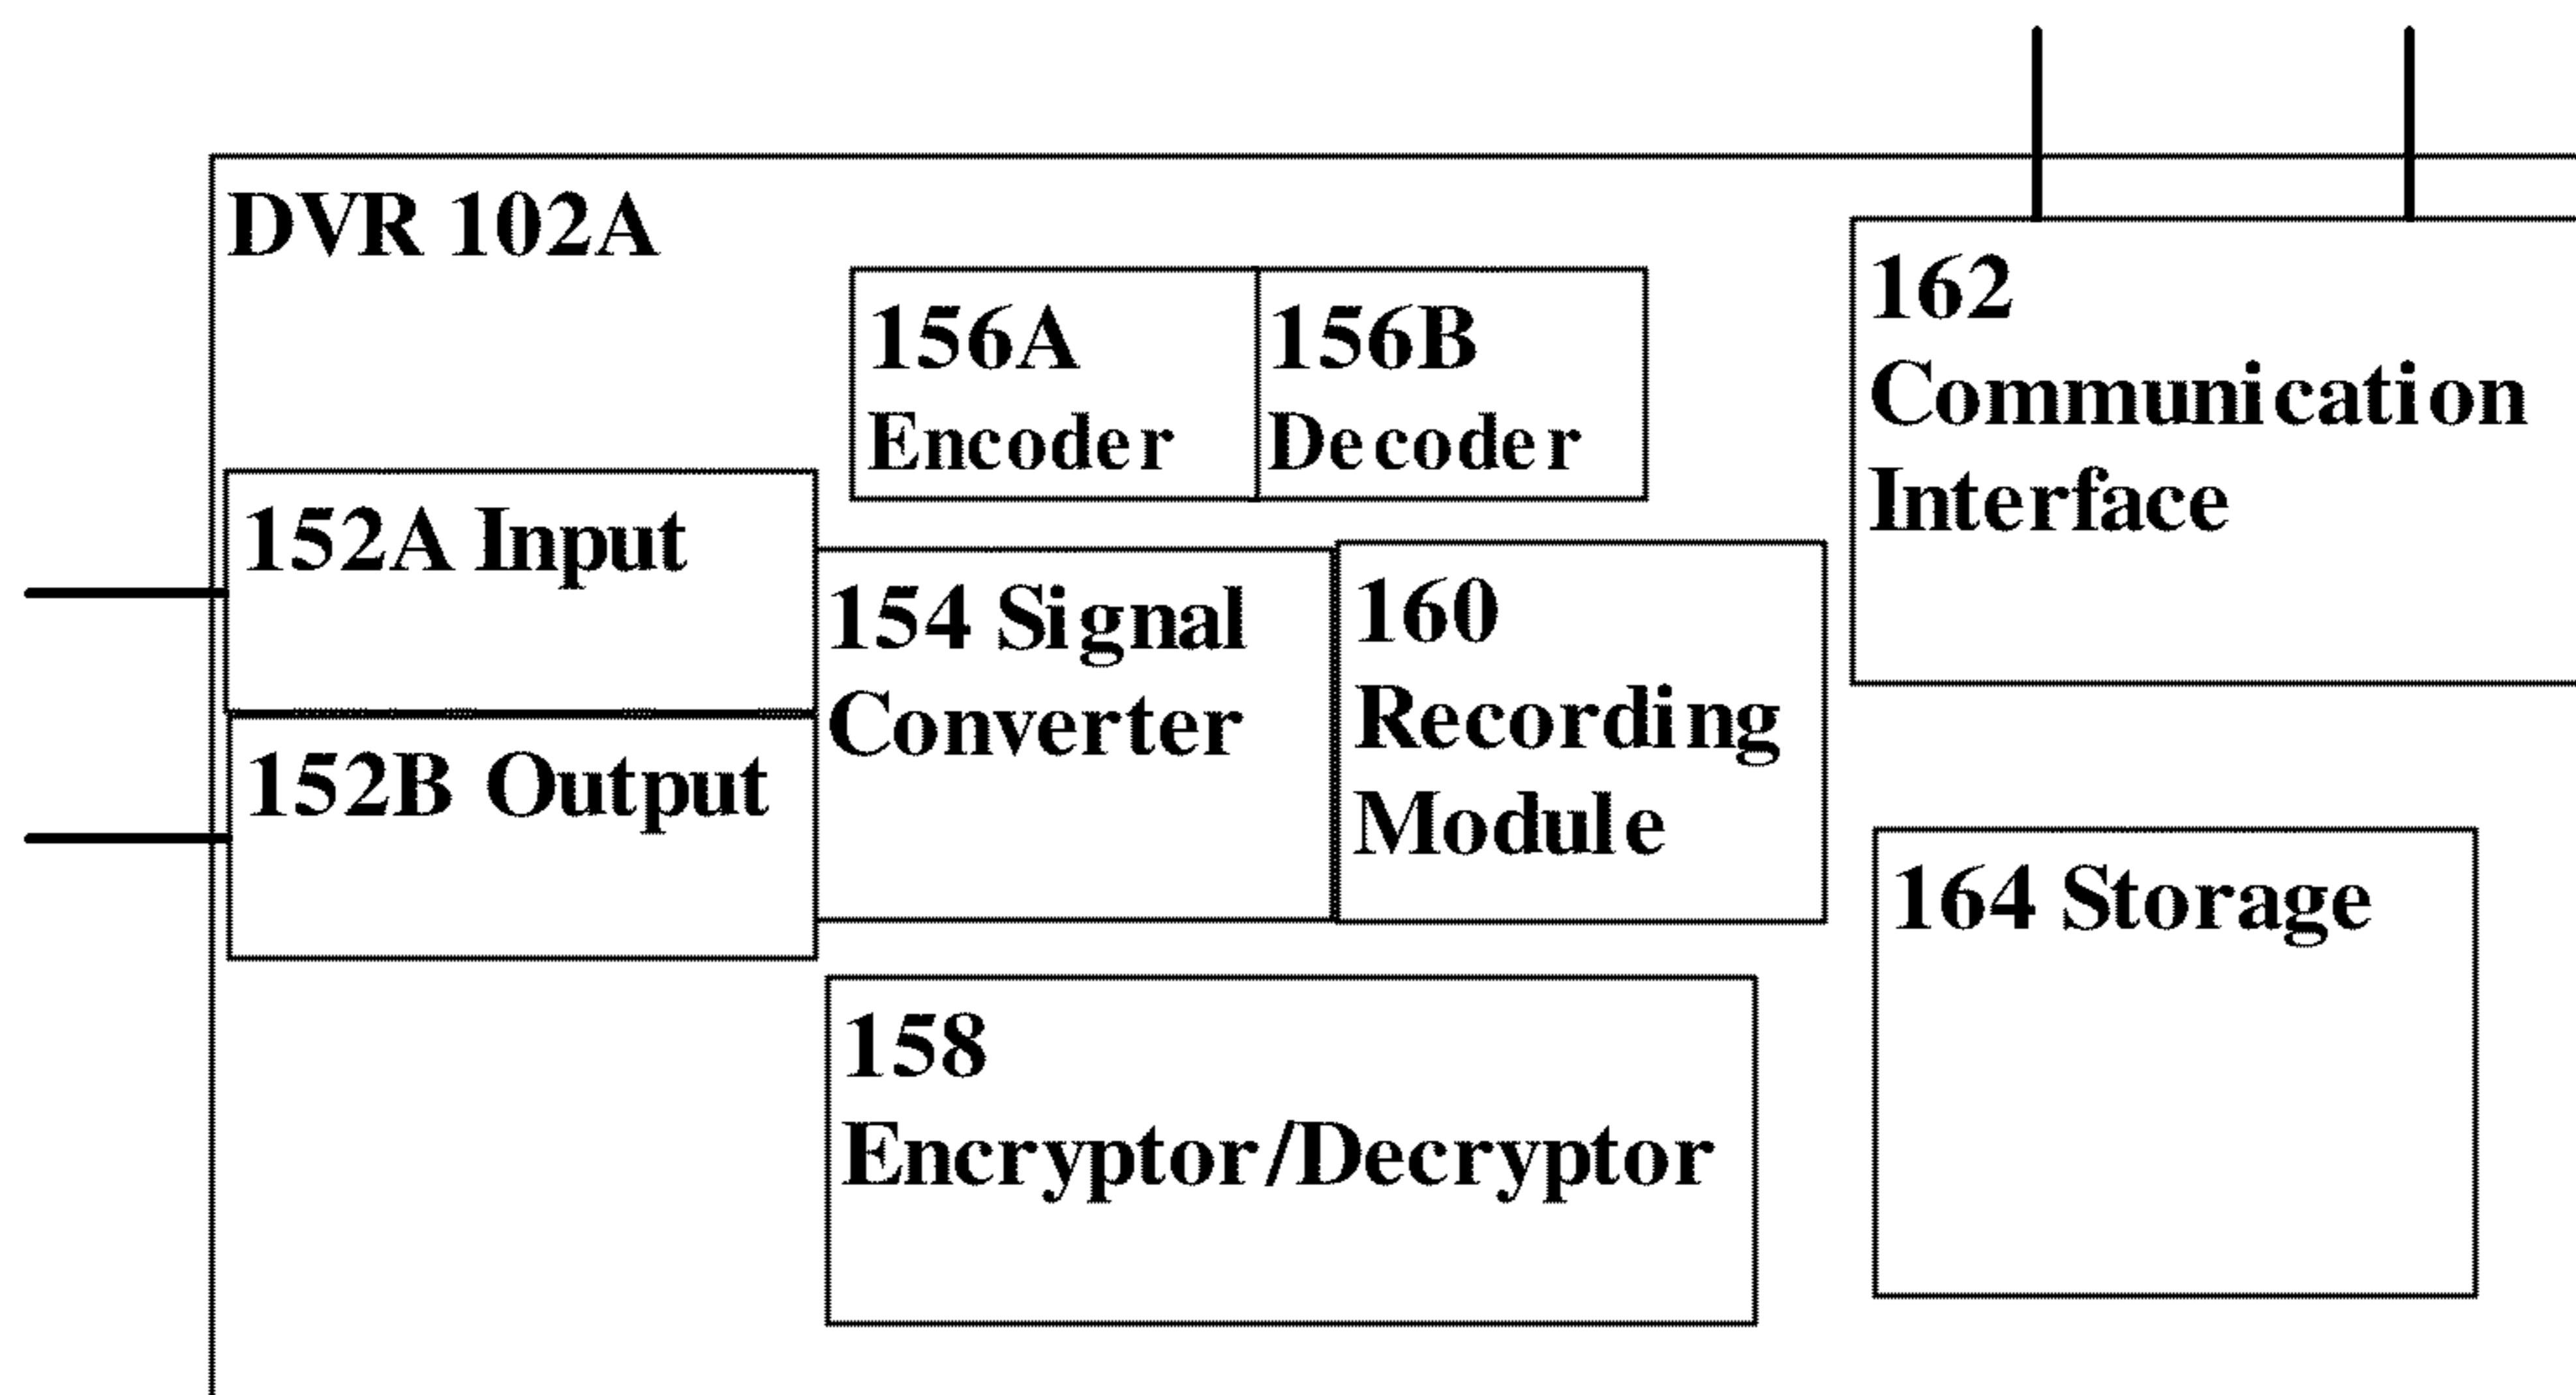 DVR 102A
156A
Encoder
156B
Decoder
162
Communication
Interface
152A Input
152B Output
154 Signal
Converter
160
Recording
Module
164 Storage
158
Encryptor/Decryptor